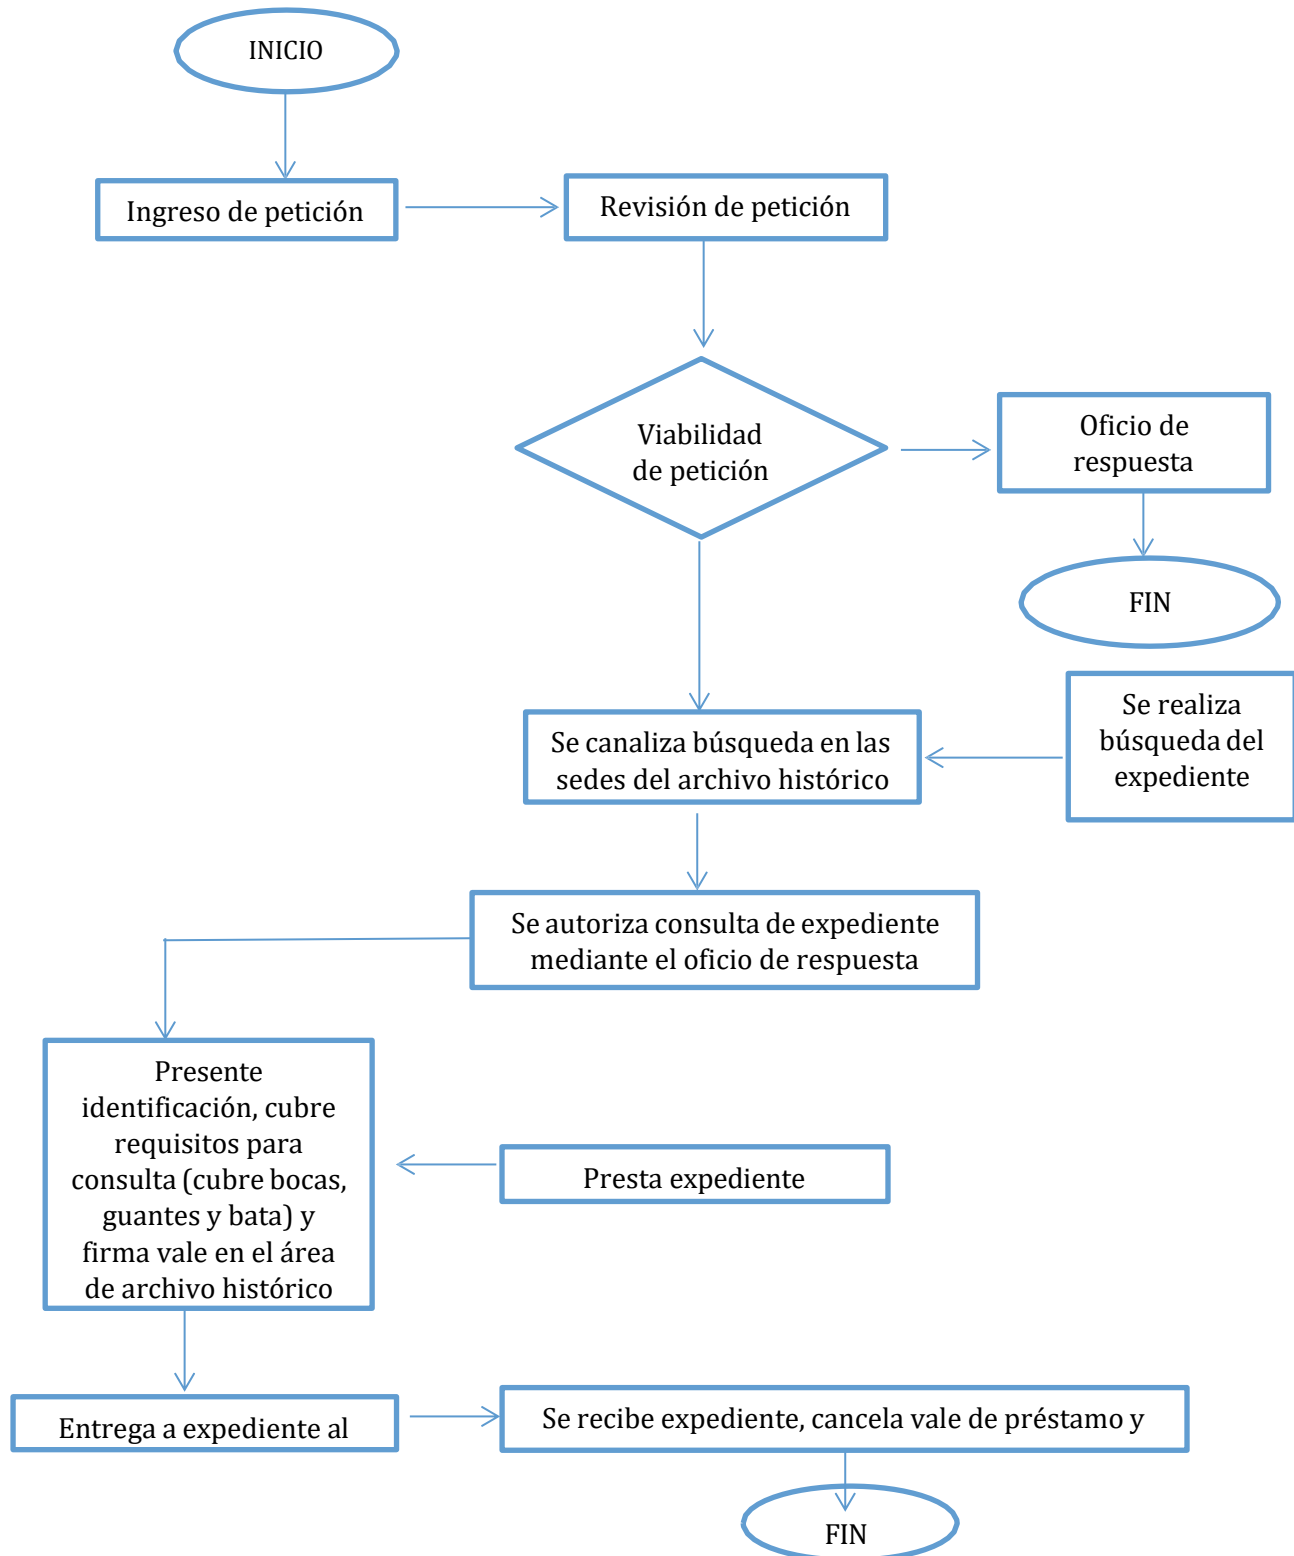 INICIO
Ingreso de petición
Revisión de petición
Viabilidad
de petición
Oficio de
respuesta
FIN
Se realiza
búsqueda del
expediente
Se canaliza búsqueda en las
sedes del archivo histórico
Se autoriza consulta de expediente
mediante el oficio de respuesta
Presente
identificación, cubre
requisitos para
consulta (cubre bocas,
guantes y bata) y
firma vale en el área
de archivo histórico
Presta expediente
Entrega a expediente al
Se recibe expediente, cancela vale de préstamo y
FIN